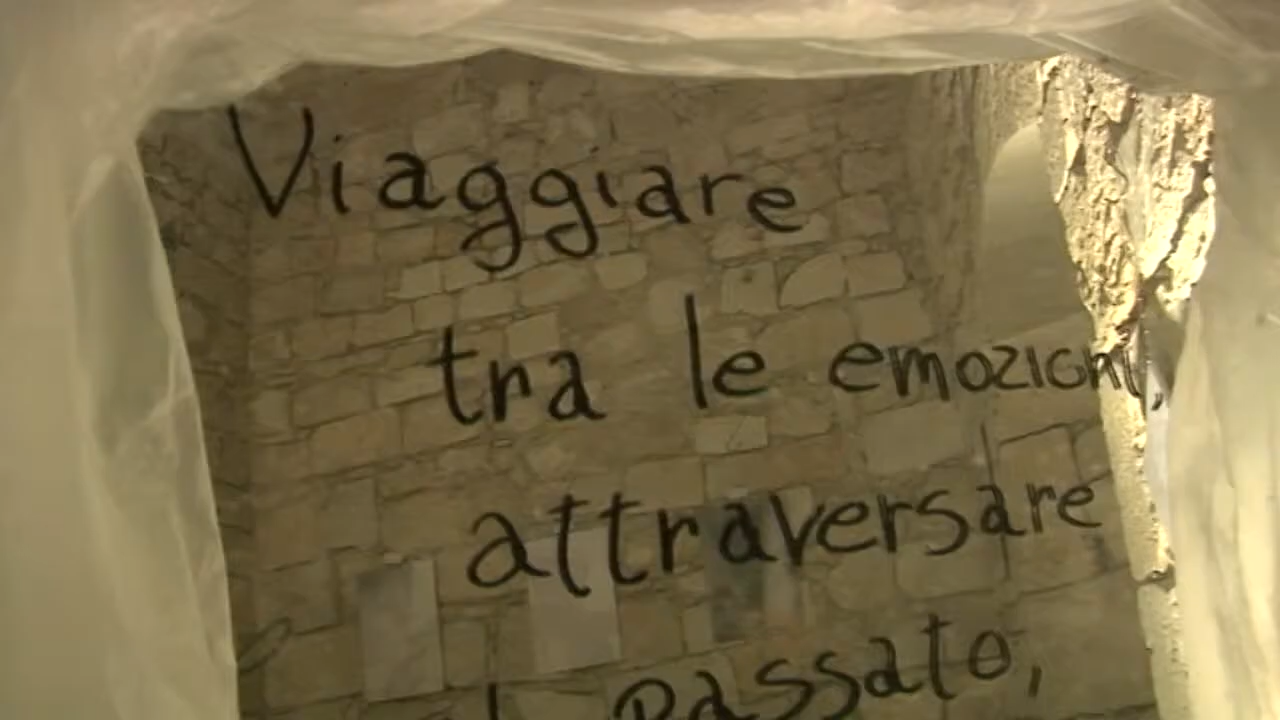 Viaggiare
tra le emozioni,
attraversare
passato,